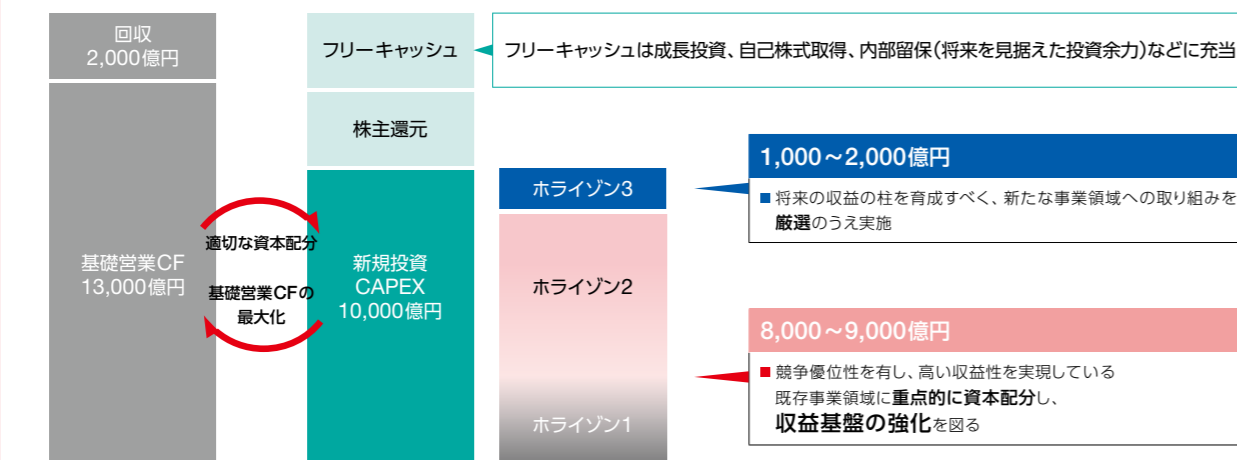 回収
2,000億円
フリーキャッシュ
フリーキャッシュは成長投資、自己株式取得、内部留保(将来を見据えた投資余力)などに充当
株主還元
基礎営業CF
13,000億円
適切な資本配分
基礎営業CFの
最大化
新規投資
CAPEX
10,000億円
ホライゾン3
ホライゾン2
ホライゾン1
1,000～2,000億円
■将来の収益の柱を育成すべく、新たな事業領域への取り組みを
厳選のうえ実施
8,000～9,000億円
■競争優位性を有し、高い収益性を実現している
既存事業領域に重点的に資本配分し、
収益基盤の強化を図る